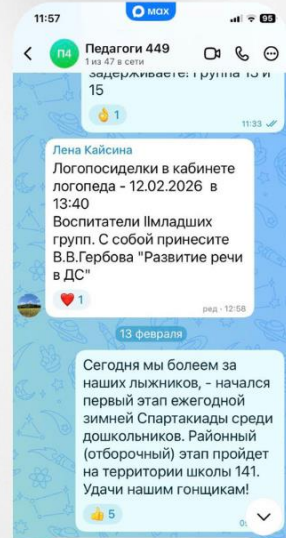 11:57
max
95
П4
Педагоги 449
1 из 47 в сети
задерживаете! Группа 13 и
15
👌 1
11:33
Лена Кайсина
Логопосиделки в кабинете
логопеда - 12.02.2026 в
13:40
Воспитатели IIмладших
групп. С собой принесите
В.В.Гербова "Развитие речи
в ДС"
❤️ 1
ред - 12:58
13 февраля
Сегодня мы болеем за
наших лыжников, - начался
первый этап ежегодной
зимней Спартакиады среди
дошкольников. Районный
(отборочный) этап пройдет
на территории школы 141.
Удачи нашим гонщикам!
👍 5